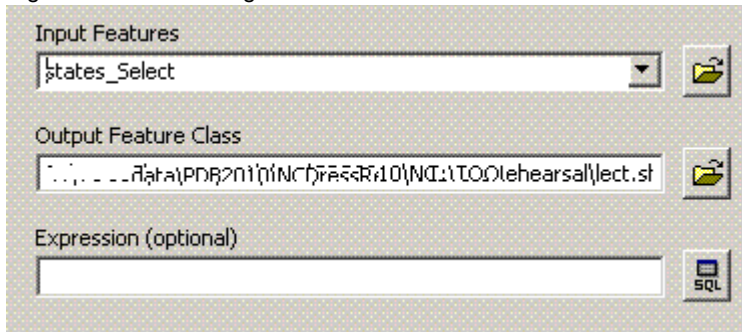 Input Features
states_Select
Output Feature Class
Expression (optional)
SQL